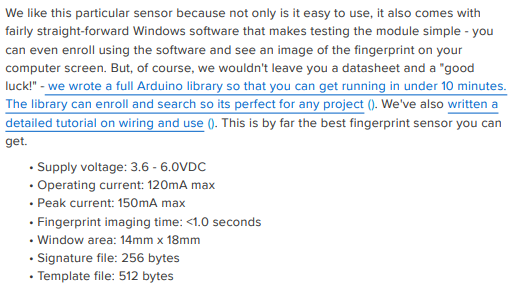 We like this particular sensor because not only is it easy to use, it also comes with
fairly straight-forward Windows software that makes testing the module simple - you
can even enroll using the software and see an image of the fingerprint on your
computer screen. But, of course, we wouldn't leave you a datasheet and a "good
luck!" - we wrote a full Arduino library so that you can get running in under 10 minutes.
The library can enroll and search so its perfect for any project (). We've also written a
detailed tutorial on wiring and use (). This is by far the best fingerprint sensor you can
get.
• Supply voltage: 3.6 - 6.0VDC
• Operating current: 120mA max
• Peak current: 150mA max
• Fingerprint imaging time: <1.0 seconds
• Window area: 14mm x 18mm
• Signature file: 256 bytes
• Template file: 512 bytes